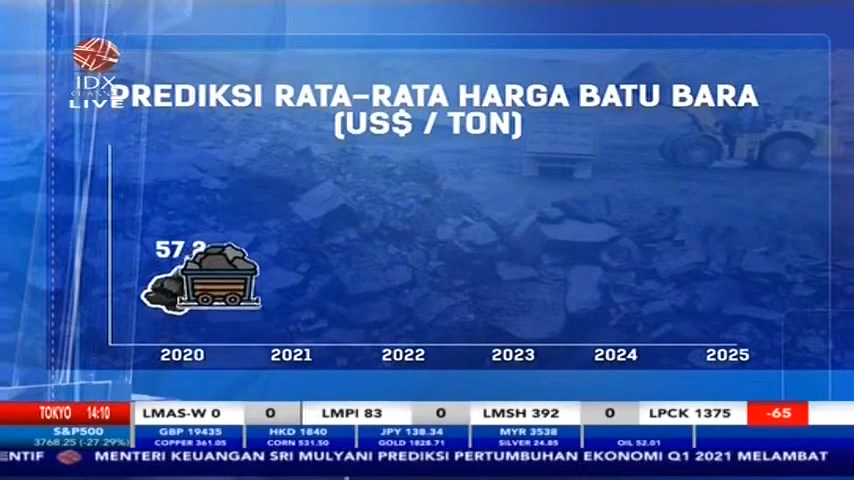 IDX
CHANNEL
LIVE
PREDIKSI RATA-RATA HARGA BATU BARA
(US$ / TON)
57,2
2020 2021 2022 2023 2024 2025
TOKYO 14:10 LMAS-W 0 0 LMPI 83 0 LMSH 392 0 LPCK 1375 -65
S&P500 GBP 19435 HKD 1840 JPY 138.34 MYR 3538
3768.25 (-27.29%) COPPER 361.05 CORN 531.50 GOLD 1828.71 SILVER 24.85 OIL 52.01
ENTIF MENTERI KEUANGAN SRI MULYANI PREDIKSI PERTUMBUHAN EKONOMI Q1 2021 MELAMBAT